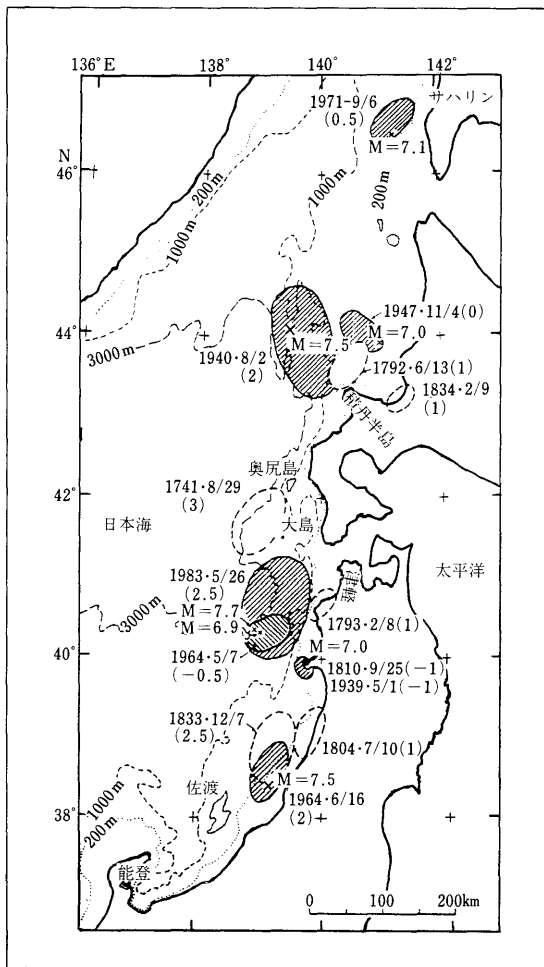 136°E 138° 140° 142°
サハリン
1971-9/6
(0.5)
M=7.1
N
46°
200m
1000m
1000m
200m
44°
3000m
M=7.5
1940・8/2
(2)
1947・11/4(0)
M=7.0
1792・6/13(1)
1834・2/9
(1)
積丹半島
奥尻島
42°
1741・8/29
(3)
日本海
大島
太平洋
1983・5/26
(2.5)
M=7.7
M=6.9
津軽
3000m
1793・2/8(1)
1964・5/7
(-0.5)
40°
M=7.0
1810・9/25(-1)
1939・5/1(-1)
1833・12/7
(2.5)
1804・7/10(1)
M=7.5
佐渡
1964・6/16
(2)
1000m
200m
38°
能登
0 100 200km